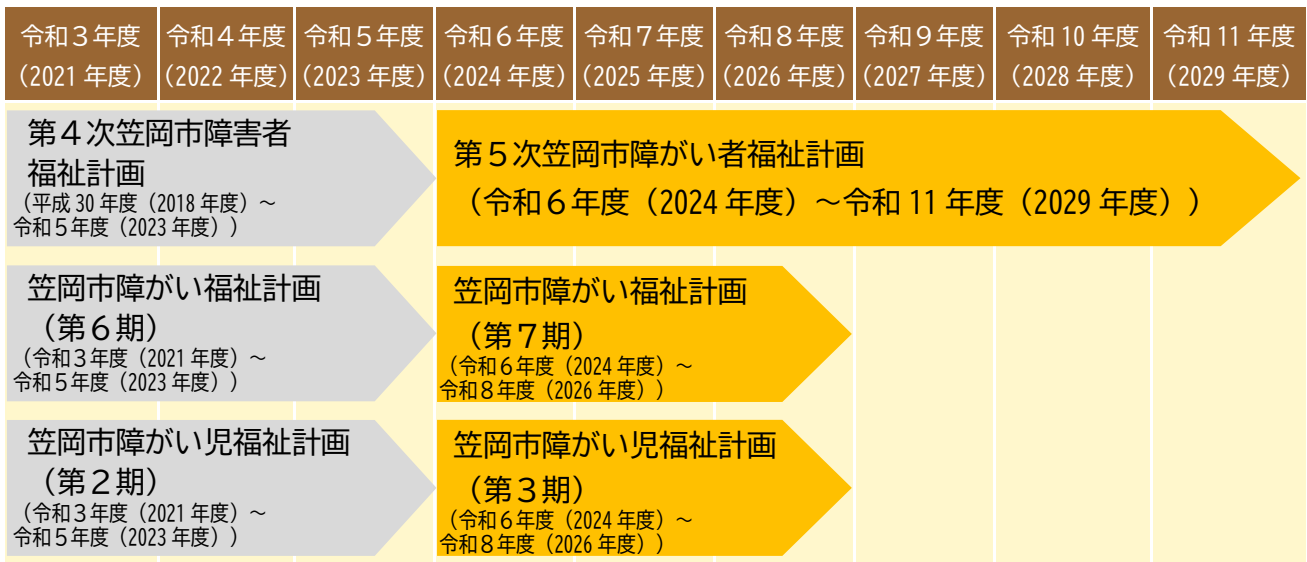 令和３年度 令和４年度 令和５年度 令和６年度 令和７年度 令和８年度 令和９年度 令和 10 年度 令和 11 年度
（2021 年度） （2022 年度） （2023 年度） （2024 年度） （2025 年度） （2026 年度） （2027 年度） （2028 年度） （2029 年度）
第４次笠岡市障害者
福祉計画
（平成 30 年度（2018 年度）～
令和５年度（2023 年度））
第５次笠岡市障がい者福祉計画
（令和６年度（2024 年度）～令和 11 年度（2029 年度））
笠岡市障がい福祉計画
（第６期）
（令和３年度（2021 年度）～
令和５年度（2023 年度））
笠岡市障がい福祉計画
（第７期）
（令和６年度（2024 年度）～
令和８年度（2026 年度））
笠岡市障がい児福祉計画
（第２期）
（令和３年度（2021 年度）～
令和５年度（2023 年度））
笠岡市障がい児福祉計画
（第３期）
（令和６年度（2024 年度）～
令和８年度（2026 年度））